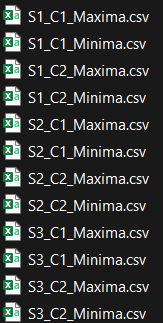 S1_C1_Maxima.csv
S1_C1_Minima.csv
S1_C2_Maxima.csv
S1_C2_Minima.csv
S2_C1_Maxima.csv
S2_C1_Minima.csv
S2_C2_Maxima.csv
S2_C2_Minima.csv
S3_C1_Maxima.csv
S3_C1_Minima.csv
S3_C2_Maxima.csv
S3_C2_Minima.csv